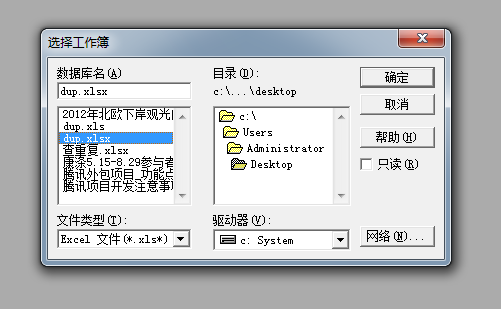 选择工作簿
数据库名(A)
dup.xlsx
2012年北欧下岸观光
dup.xls
dup.xlsx
查重复.xlsx
康涤5.15-8.29参与者
腾讯外包项目_功能点
腾讯项目开发注意事项
文件类型(T):
Excel 文件(*.xls*)
目录(D):
c:\...\desktop
c:\
Users
Administrator
Desktop
驱动器(V):
c: System
确定
取消
帮助(H)
只读(R)
网络(N)...